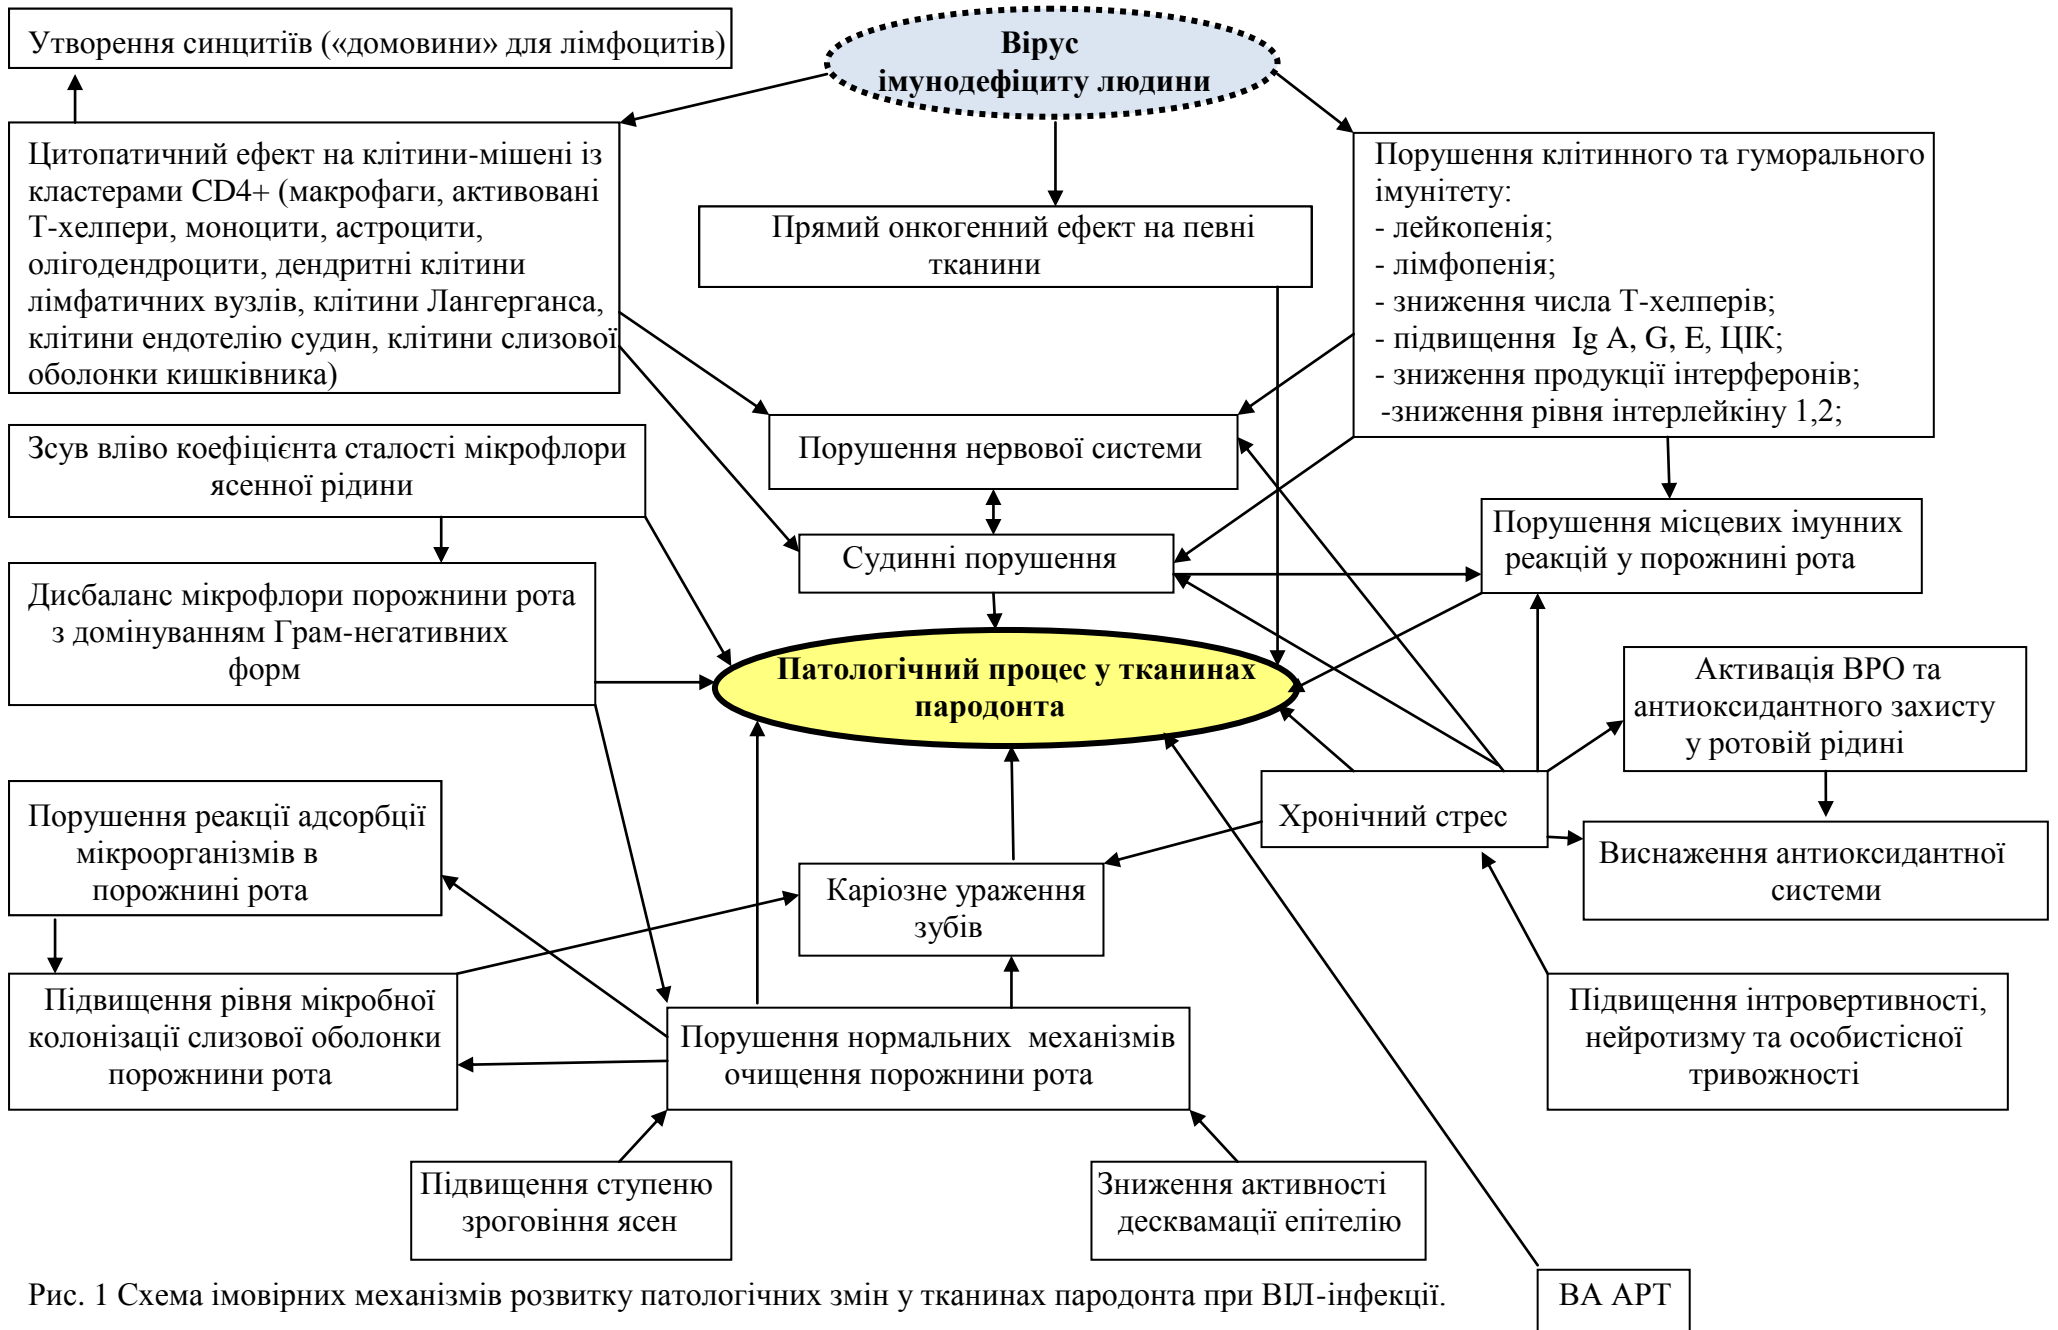 Утворення синцитіїв («домовини» для лімфоцитів)
Вірус
імунодефіциту людини
Цитопатичний ефект на клітини-мішені із
кластерами CD4+ (макрофаги, активовані
Т-хелпери, моноцити, астроцити,
олігодендроцити, дендритні клітини
лімфатичних вузлів, клітини Лангерганса,
клітини ендотелію судин, клітини слизової
оболонки кишківника)
Прямий онкогенний ефект на певні
тканини
Порушення клітинного та гуморального
імунітету:
- лейкопенія;
- лімфопенія;
- зниження числа Т-хелперів;
- підвищення Ig A, G, E, ЦІК;
- зниження продукції інтерферонів;
-зниження рівня інтерлейкіну 1,2;
Зсув вліво коефіцієнта сталості мікрофлори
ясенної рідини
Порушення нервової системи
Судинні порушення
Порушення місцевих імунних
реакцій у порожнині рота
Дисбаланс мікрофлори порожнини рота
з домінуванням Грам-негативних
форм
Патологічний процес у тканинах
пародонта
Активація ВРО та
антиоксидантного захисту
у ротовій рідині
Порушення реакції адсорбції
мікроорганізмів в
порожнині рота
Хронічний стрес
Виснаження антиоксидантної
системи
Каріозне ураження
зубів
Підвищення рівня мікробної
колонізації слизової оболонки
порожнини рота
Порушення нормальних механізмів
очищення порожнини рота
Підвищення інтровертивності,
нейротизму та особистісної
тривожності
Підвищення ступеню
зроговіння ясен
Зниження активності
десквамації епітелію
Рис. 1 Схема імовірних механізмів розвитку патологічних змін у тканинах пародонта при ВІЛ-інфекції.
ВА АРТ